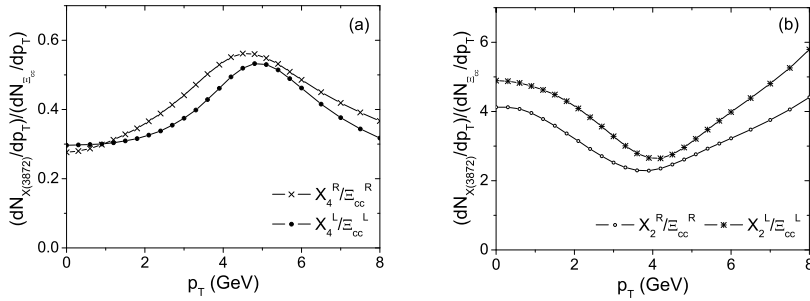 (a)
(dN_X(3872)/dp_T)/(dN_Ξcc/dp_T)
0.6
0.4
0.2
0.0
X_4^R/Ξ_cc^R
X_4^L/Ξ_cc^L
0 2 4 6 8
p_T (GeV)
(b)
(dN_X(3872)/dp_T)/(dN_Ξcc/dp_T)
6
4
2
0
X_2^R/Ξ_cc^R X_2^L/Ξ_cc^L
0 2 4 6 8
p_T (GeV)